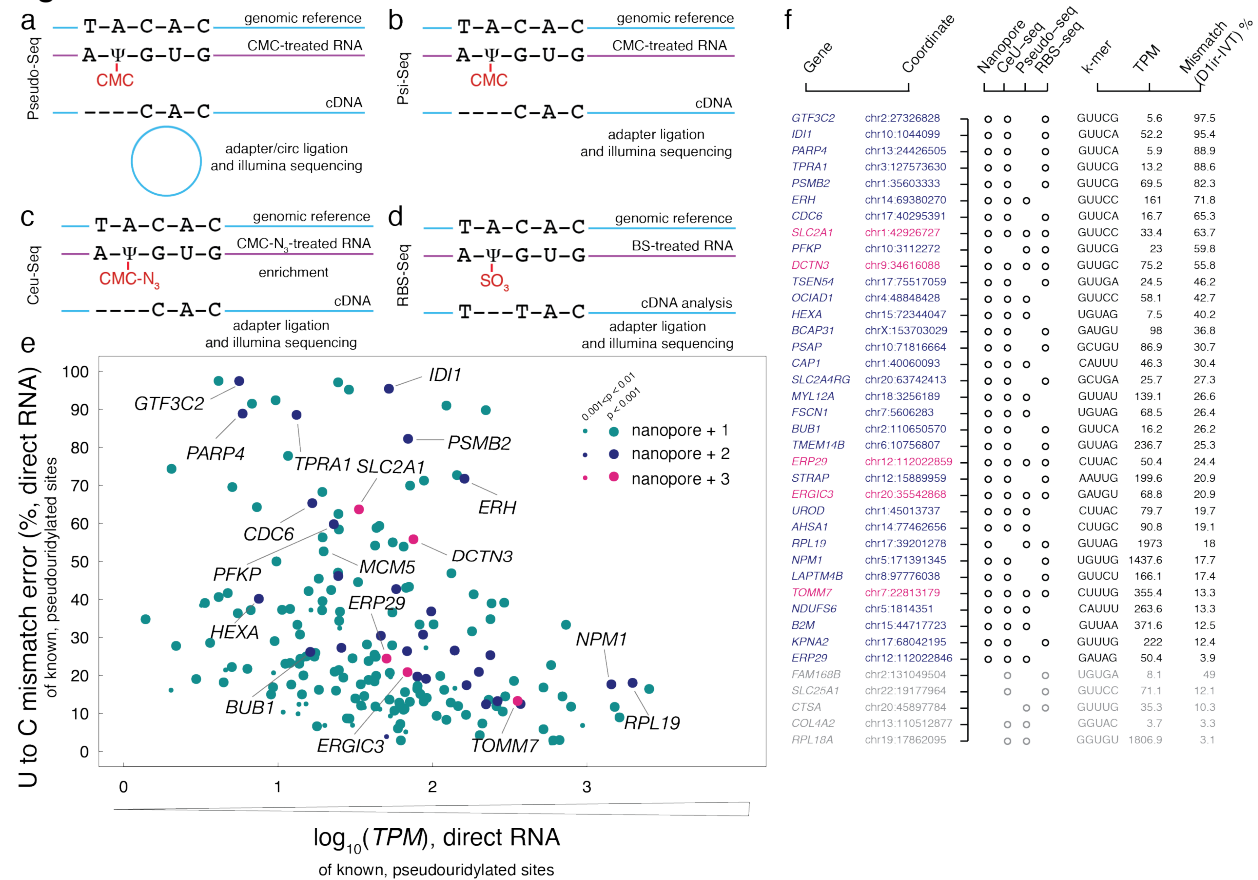 a
Pseudo-Seq
T-A-C-A-C
genomic reference
A-Ψ-G-U-G
CMC-treated RNA
CMC
cDNA
----C-A-C
adapter/circ ligation
and illumina sequencing
b
Psi-Seq
T-A-C-A-C
genomic reference
A-Ψ-G-U-G
CMC-treated RNA
CMC
cDNA
----C-A-C
adapter ligation
and illumina sequencing
c
Ceu-Seq
T-A-C-A-C
genomic reference
A-Ψ-G-U-G
CMC-N3-treated RNA
CMC-N3
enrichment
cDNA
----C-A-C
adapter ligation
and illumina sequencing
d
RBS-Seq
T-A-C-A-C
genomic reference
A-Ψ-G-U-G
BS-treated RNA
SO3
cDNA analysis
T---T-A-C
adapter ligation
and illumina sequencing
e
U to C mismatch error (%, direct RNA)
of known, pseudouridylated sites
100
90
80
70
60
50
40
30
20
10
0
0 1 2 3
GTF3C2
IDI1
PARP4
TPRA1
SLC2A1
PSMB2
ERH
CDC6
PFKP
MCM5
DCTN3
ERP29
HEXA
NPM1
BUB1
ERGIC3
TOMM7
RPL19
0.001<p < 0.01
p < 0.001
nanopore + 1
nanopore + 2
nanopore + 3
log10(TPM), direct RNA
of known, pseudouridylated sites
f
Gene
Coordinate
Nanopore
CeU-seq
Pseudo-seq
RBS-seq
k-mer
TPM
Mismatch
(D1ir-IVT) %
GTF3C2 chr2:27326828 GUUCG 5.6 97.5
IDI1 chr10:1044099 GUUCA 52.2 95.4
PARP4 chr13:24426505 GUUCA 5.9 88.9
TPRA1 chr3:127573630 GUUCG 13.2 88.6
PSMB2 chr1:35603333 GUUCG 69.5 82.3
ERH chr14:69380270 GUUCC 161 71.8
CDC6 chr17:40295391 GUUCA 16.7 65.3
SLC2A1 chr1:42926727 GUUCC 33.4 63.7
PFKP chr10:3112272 GUUCG 23 59.8
DCTN3 chr9:34616088 GUUGC 75.2 55.8
TSEN54 chr17:75517059 GUUGA 24.5 46.2
OCIAD1 chr4:48848428 GUUCC 58.1 42.7
HEXA chr15:72344047 UGUAG 7.5 40.2
BCAP31 chrX:153703029 GAUGU 98 36.8
PSAP chr10:71816664 GCUGU 86.9 30.7
CAP1 chr1:40060093 CAUUU 46.3 30.4
SLC2A4RG chr20:63742413 GCUGA 25.7 27.3
MYL12A chr18:3256189 GUUAU 139.1 26.6
FSCN1 chr7:5606283 UGUAG 68.5 26.4
BUB1 chr2:110650570 GUUCA 16.2 26.2
TMEM14B chr6:10756807 GUUAG 236.7 25.3
ERP29 chr12:112022859 CUUAC 50.4 24.4
STRAP chr12:15889959 AAUUG 199.6 20.9
ERGIC3 chr20:35542868 GAUGU 68.8 20.9
UROD chr1:45013737 CUUAC 79.7 19.7
AHSA1 chr14:77462656 CUUGC 90.8 19.1
RPL19 chr17:39201278 GUUAG 1973 18
NPM1 chr5:171391345 UGUUG 1437.6 17.7
LAPTM4B chr8:97776038 GUUCU 166.1 17.4
TOMM7 chr7:22813179 CUUUG 355.4 13.3
NDUFS6 chr5:1814351 CAUUU 263.6 13.3
B2M chr15:44717723 GUUAA 371.6 12.5
KPNA2 chr17:68042195 GUUUG 222 12.4
ERP29 chr12:112022846 GAUAG 50.4 3.9
FAM168B chr2:131049504 UGUGA 8.1 49
SLC25A1 chr22:19177964 GUUCC 71.1 12.1
CTSA chr20:45897784 GUUUG 35.3 10.3
COL4A2 chr13:110512877 GGUAC 3.7 3.3
RPL18A chr19:17862095 GGUGU 1806.9 3.1